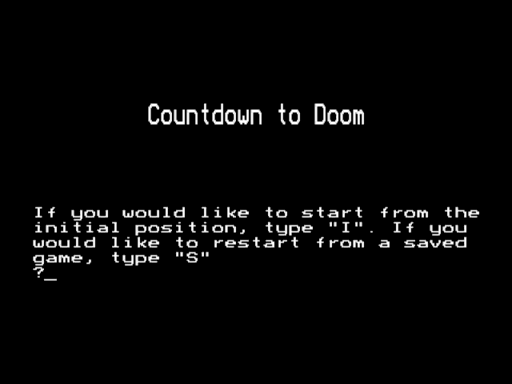 Countdown to Doom
If you would like to start from the
initial position, type "I". If you
would like to restart from a saved
game, type "S"
?_